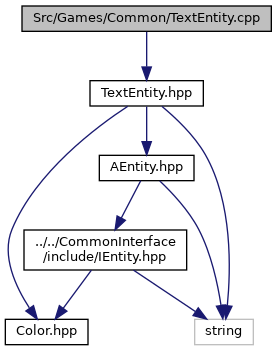 Src/Games/Common/TextEntity.cpp
TextEntity.hpp
AEntity.hpp
../../CommonInterface
/include/IEntity.hpp
Color.hpp
string